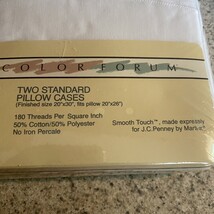 COLOR FORUM
TWO STANDARD
PILLOW CASES
(Finished size 20"x30", fits pillow 20"x26")
180 Threads Per Square Inch
50% Cotton/50% Polyester
No Iron Percale
Smooth Touch™, made expressly
for J.C. Penney by